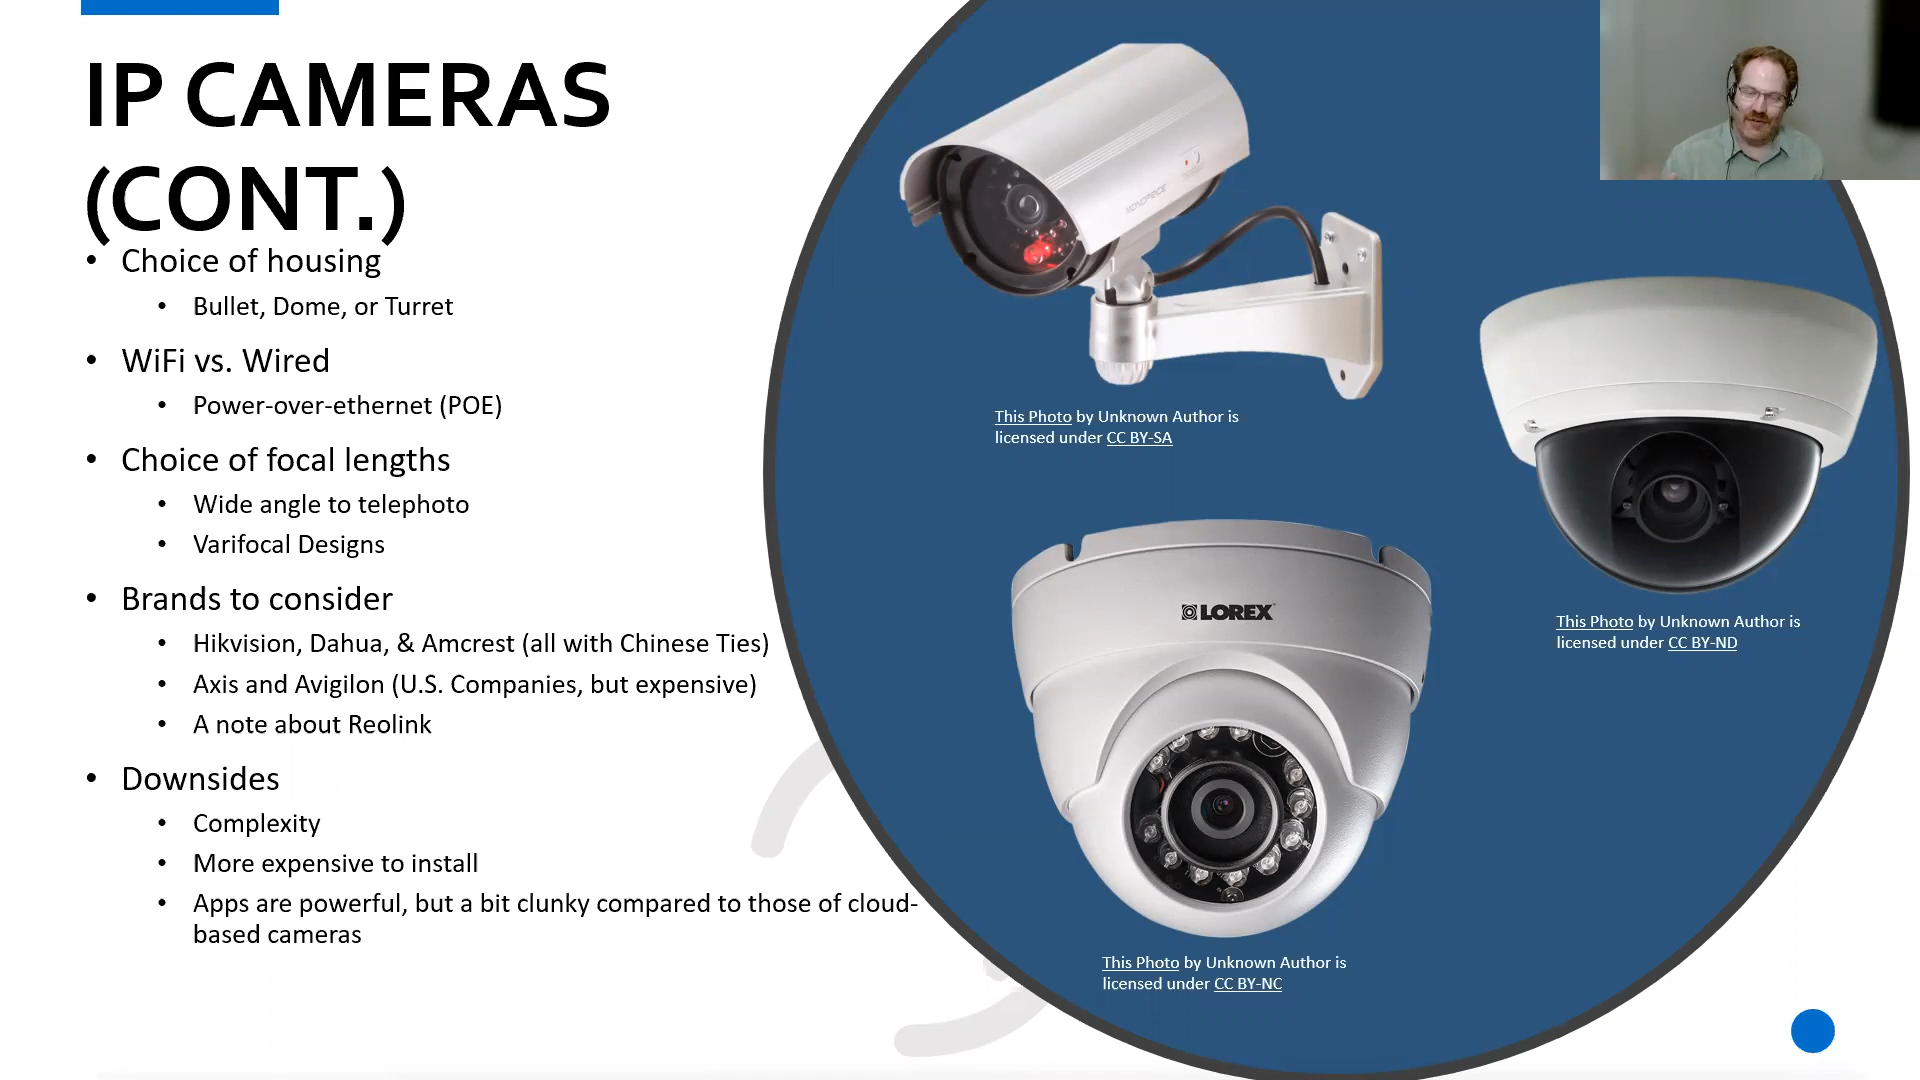 IP CAMERAS
(CONT.)
• Choice of housing
• Bullet, Dome, or Turret
• WiFi vs. Wired
• Power-over-ethernet (POE)
• Choice of focal lengths
• Wide angle to telephoto
• Varifocal Designs
• Brands to consider
• Hikvision, Dahua, & Amcrest (all with Chinese Ties)
• Axis and Avigilon (U.S. Companies, but expensive)
• A note about Reolink
• Downsides
• Complexity
• More expensive to install
• Apps are powerful, but a bit clunky compared to those of cloud-
based cameras
MONOPRICE
This Photo by Unknown Author is
licensed under CC BY-SA
This Photo by Unknown Author is
licensed under CC BY-ND
LOREX
This Photo by Unknown Author is
licensed under CC BY-NC